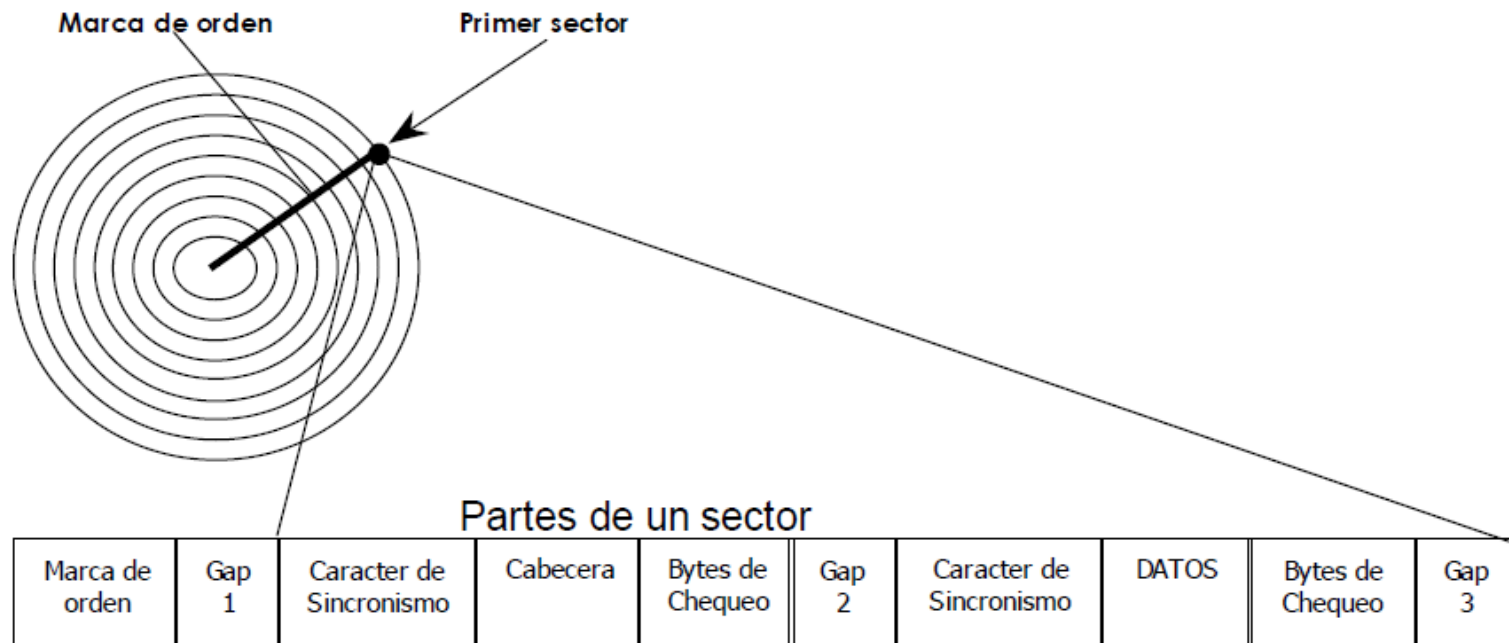 Marca de orden
Primer sector
Partes de un sector
Marca de
orden
Gap
1
Caracter de
Sincronismo
Cabecera
Bytes de
Chequeo
Gap
2
Caracter de
Sincronismo
DATOS
Bytes de
Chequeo
Gap
3